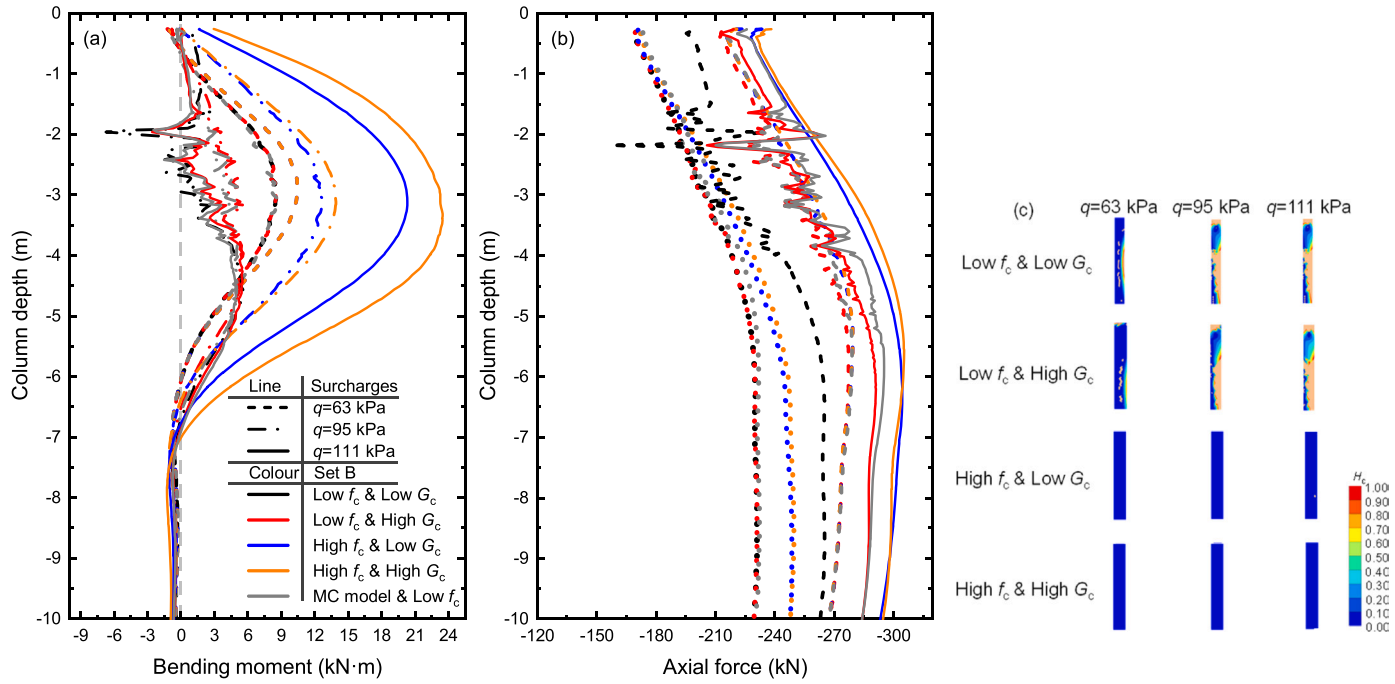 (a)
0
-1
-2
-3
-4
-5
-6
-7
-8
-9
-10
Column depth (m)
-9 -6 -3 0 3 6 9 12 15 18 21 24
Bending moment (kN·m)
Line Surcharges
q=63 kPa
q=95 kPa
q=111 kPa
Colour Set B
Low fc & Low Gc
Low fc & High Gc
High fc & Low Gc
High fc & High Gc
MC model & Low fc
(b)
0
-1
-2
-3
-4
-5
-6
-7
-8
-9
-10
Column depth (m)
-120 -150 -180 -210 -240 -270 -300
Axial force (kN)
(c) q=63 kPa q=95 kPa q=111 kPa
Low fc & Low Gc
Low fc & High Gc
High fc & Low Gc
High fc & High Gc
Hc
1.00
0.90
0.80
0.70
0.60
0.50
0.40
0.30
0.20
0.10
0.00